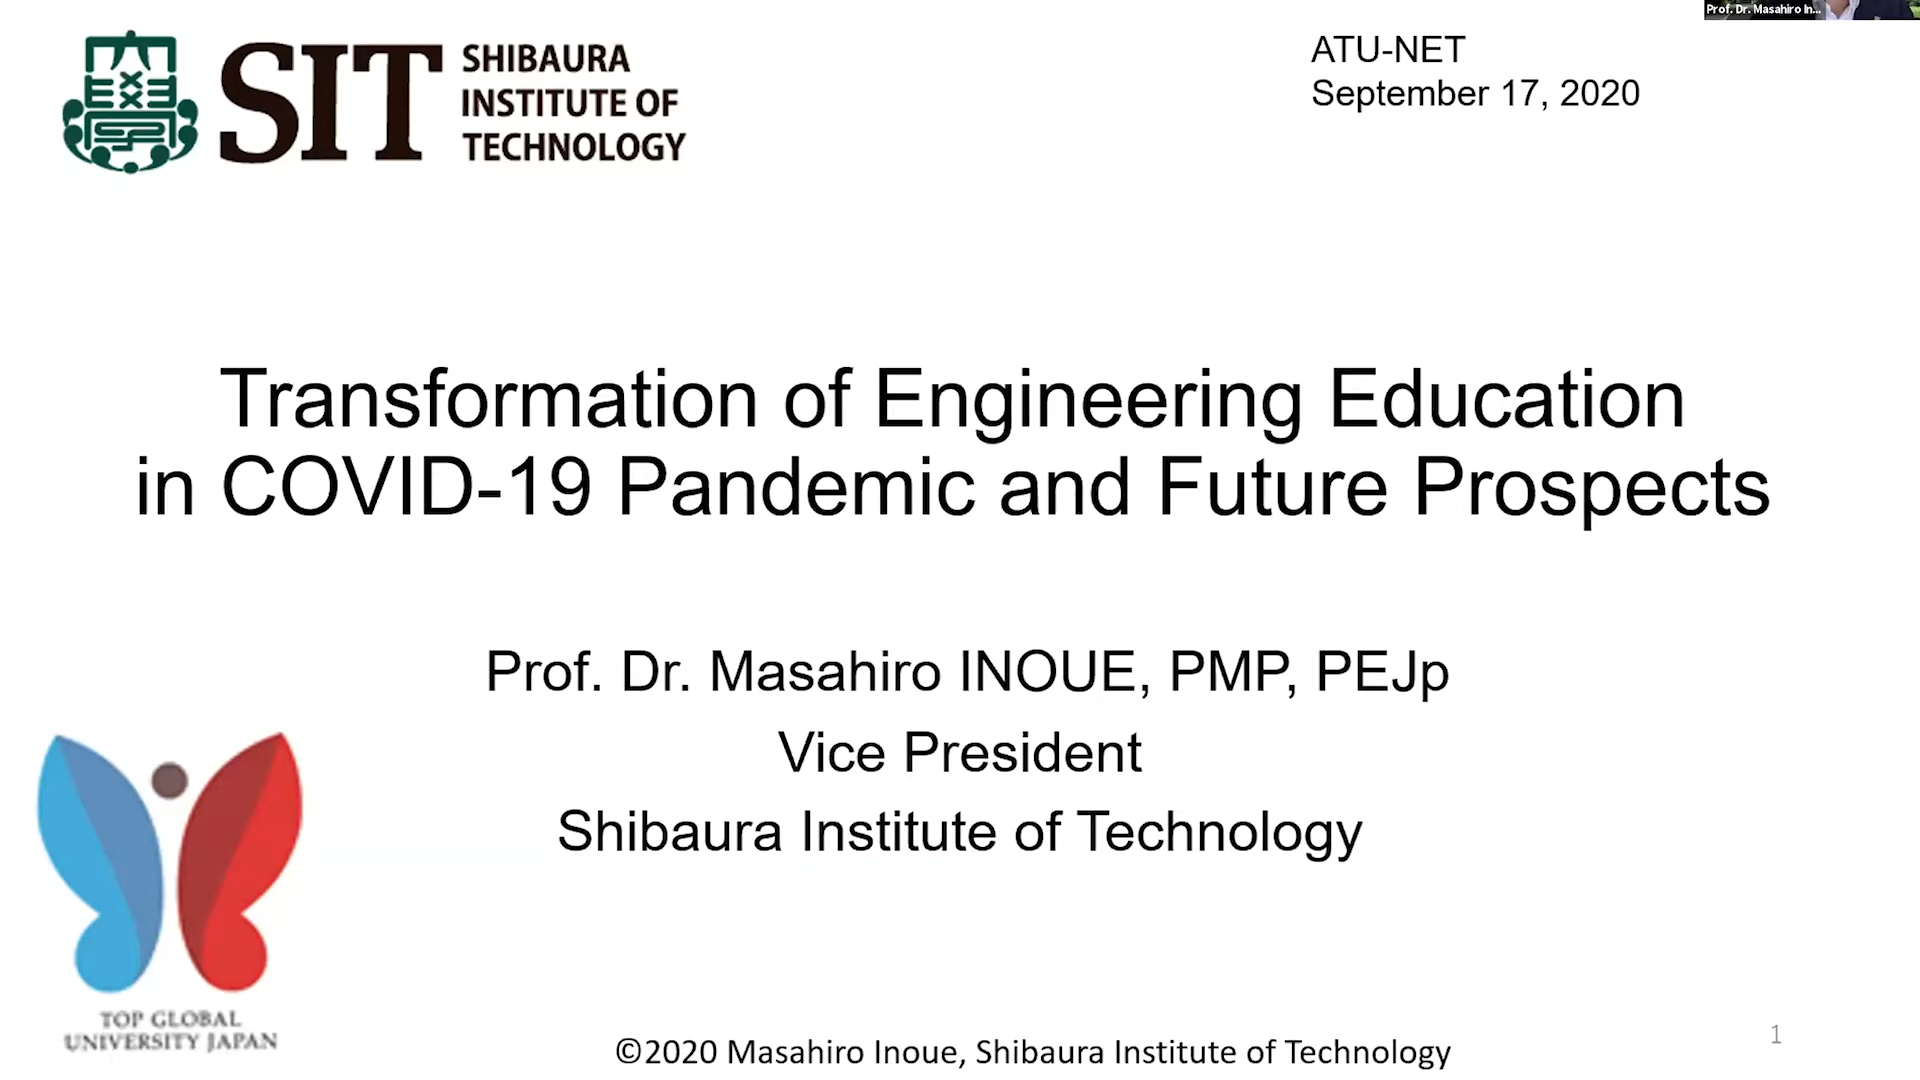 Prof. Dr. Masahiro In...
SIT
SHIBAURA
INSTITUTE OF
TECHNOLOGY
ATU-NET
September 17, 2020
Transformation of Engineering Education
in COVID-19 Pandemic and Future Prospects
Prof. Dr. Masahiro INOUE, PMP, PEJp
Vice President
Shibaura Institute of Technology
TOP GLOBAL
UNIVERSITY JAPAN
©2020 Masahiro Inoue, Shibaura Institute of Technology
1